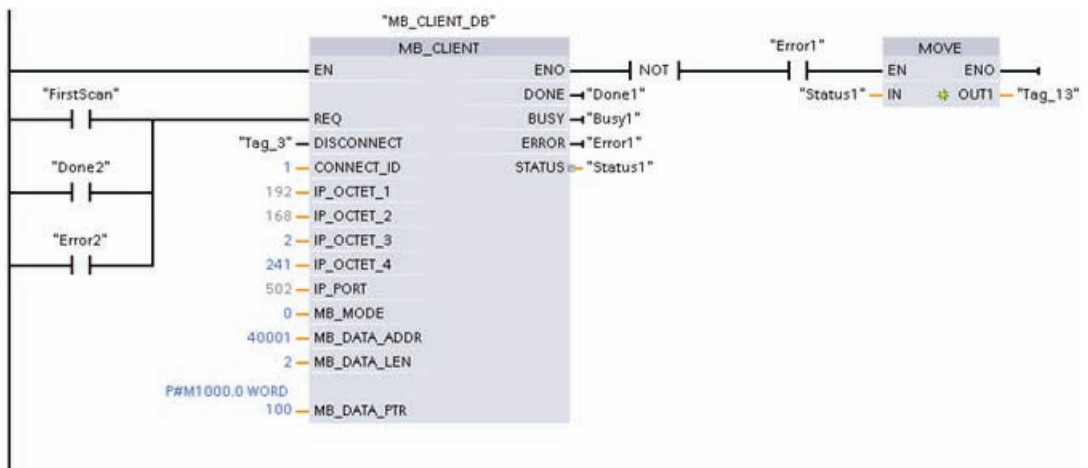 "MB_CLIENT_DB"
MB_CLIENT
EN ENO
NOT
"Error1"
MOVE
EN ENO
"Status1" IN OUT1 "Tag_13"
"FirstScan"
DONE "Done1"
REQ BUSY "Busy1"
"Tag_3" DISCONNECT ERROR "Error1"
"Done2"
1 CONNECT_ID STATUS "Status1"
192 IP_OCTET_1
168 IP_OCTET_2
"Error2"
2 IP_OCTET_3
241 IP_OCTET_4
502 IP_PORT
0 MB_MODE
40001 MB_DATA_ADDR
2 MB_DATA_LEN
P#M1000.0 WORD
100 MB_DATA_PTR